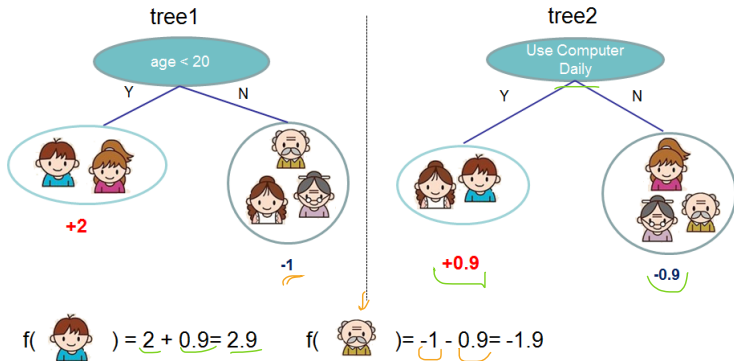 tree1
age < 20
Y
N
+2
-1
tree2
Use Computer
Daily
Y
N
+0.9
-0.9
f( ) = 2 + 0.9= 2.9
f( )= -1 - 0.9= -1.9